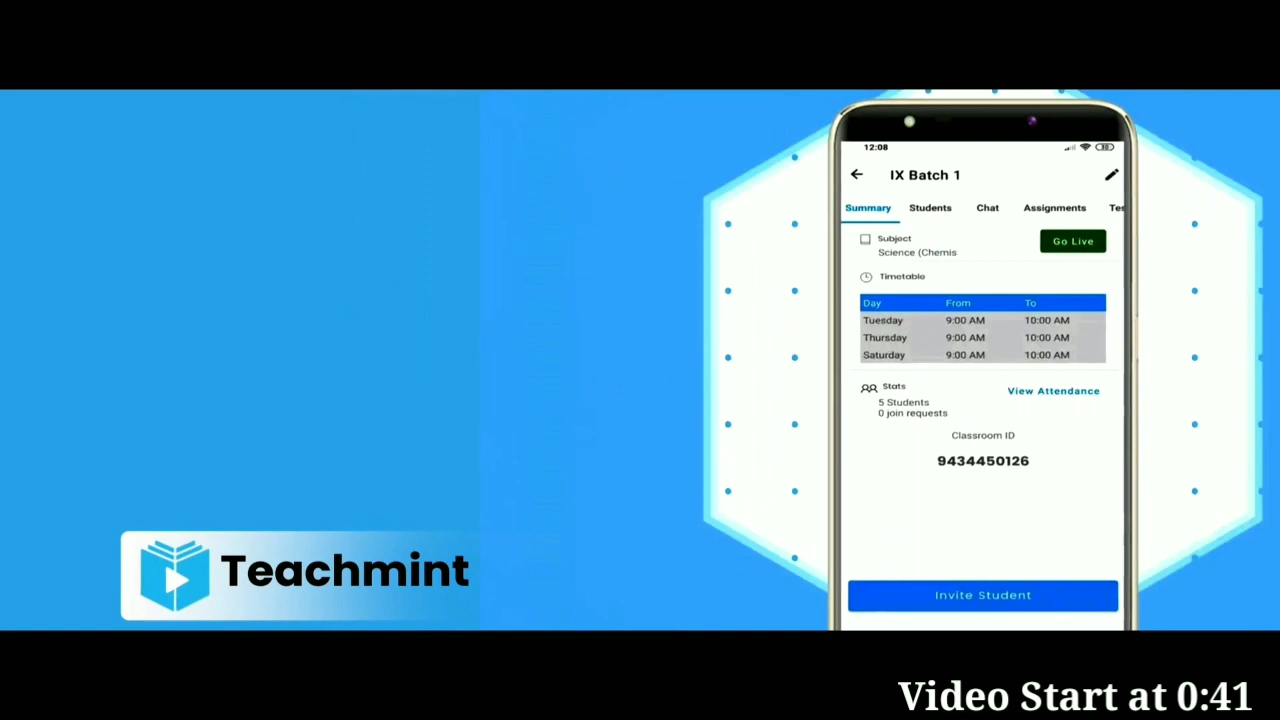 12:08
IX Batch 1
Summary Students Chat Assignments Tes
Subject
Science (Chemis
Go Live
Timetable
Day From To
Tuesday 9:00 AM 10:00 AM
Thursday 9:00 AM 10:00 AM
Saturday 9:00 AM 10:00 AM
Stats
View Attendance
5 Students
0 join requests
Classroom ID
9434450126
Teachmint
Invite Student
Video Start at 0:41